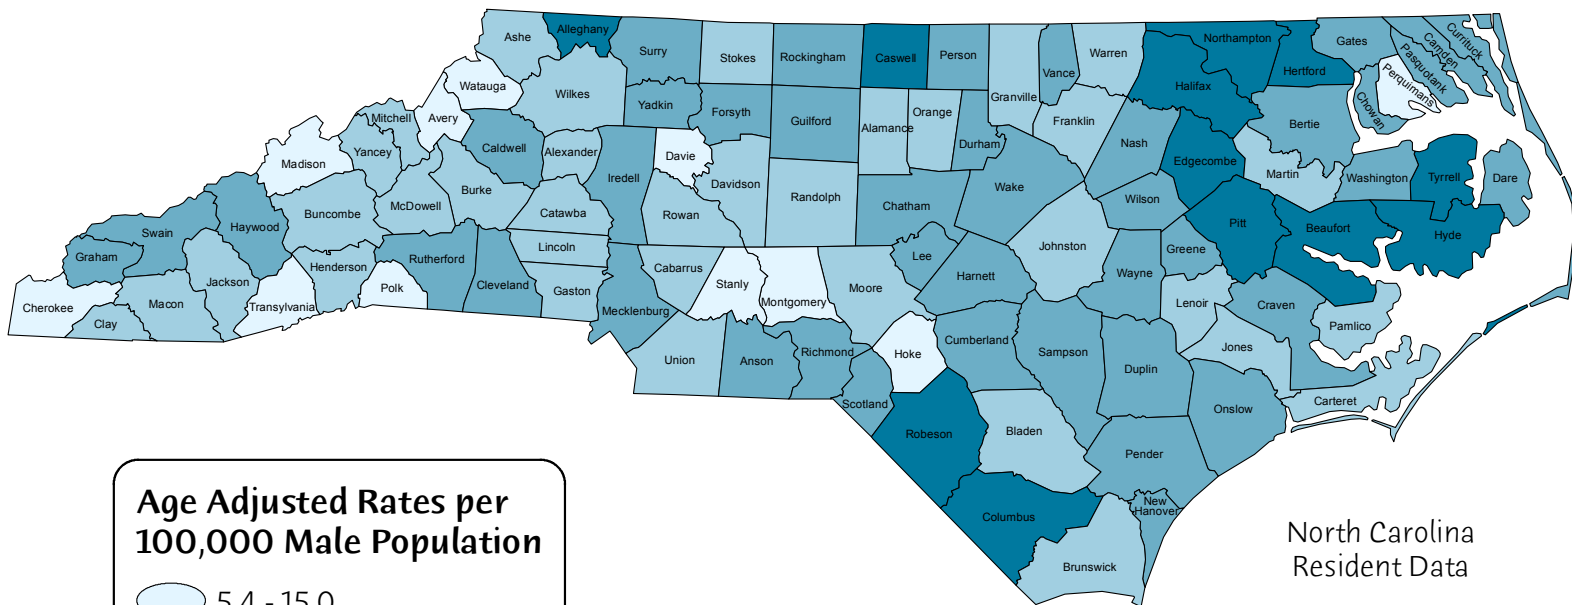 Alleghany
Ashe
Surry
Stokes
Rockingham
Caswell
Person
Vance
Warren
Northampton
Gates
Currituck
Camden
Pasquotank
Perquimans
Chowan
Hertford
Halifax
Granville
Watauga
Wilkes
Yadkin
Forsyth
Guilford
Alamance
Orange
Durham
Franklin
Nash
Bertie
Edgecombe
Martin
Washington
Tyrrell
Dare
Mitchell
Avery
Caldwell
Alexander
Iredell
Davie
Davidson
Randolph
Chatham
Wake
Wilson
Madison
Yancey
McDowell
Burke
Catawba
Rowan
Buncombe
Haywood
Swain
Graham
Jackson
Henderson
Rutherford
Cleveland
Lincoln
Gaston
Cabarrus
Stanly
Montgomery
Moore
Lee
Harnett
Johnston
Wayne
Greene
Pitt
Beaufort
Hyde
Cherokee
Clay
Macon
Transylvania
Polk
Mecklenburg
Union
Anson
Richmond
Hoke
Cumberland
Sampson
Duplin
Lenoir
Craven
Jones
Pamlico
Carteret
Scotland
Robeson
Bladen
Onslow
Pender
New
Hanover
Columbus
Brunswick
Age Adjusted Rates per
100,000 Male Population
5.4 - 15.0
North Carolina
Resident Data